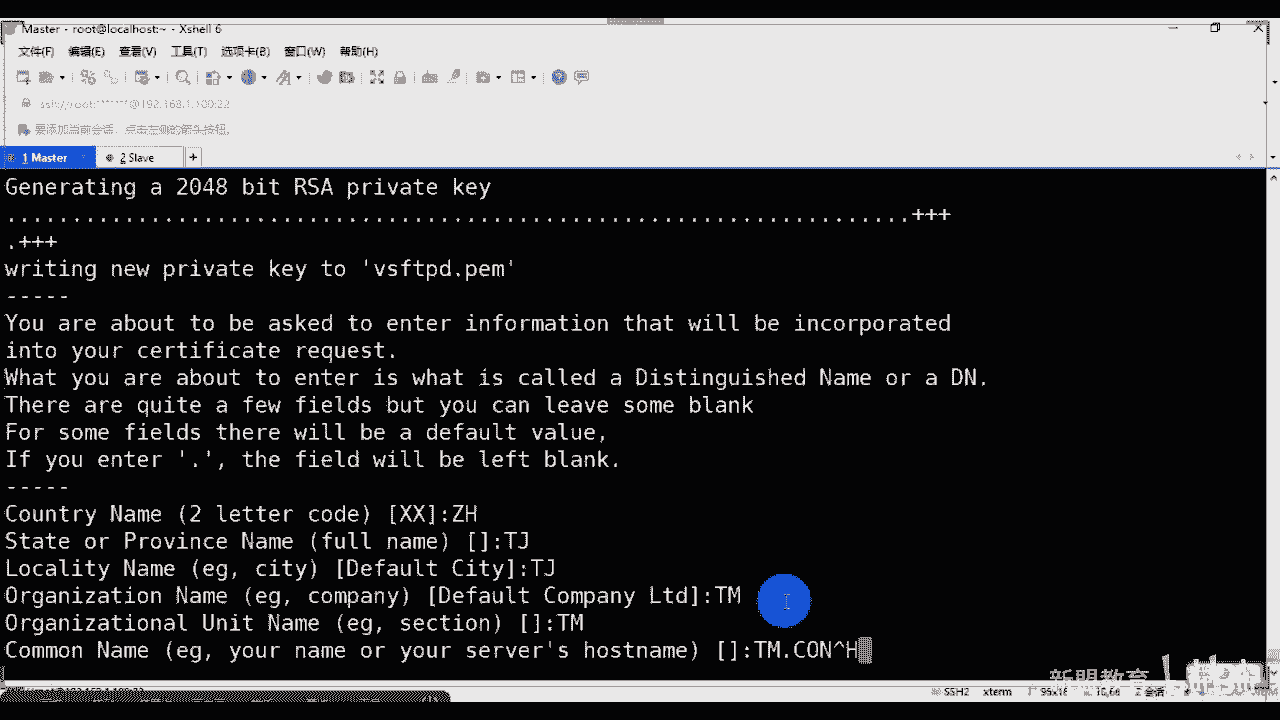 Master - root@localhost:~ - Xshell 6
文件(F) 编辑(E) 查看(V) 工具(T) 选项卡(B) 窗口(W) 帮助(H)
ssh://root:******@192.168.1.100:22
要添加当前会话，点击左侧的箭头按钮。
1 Master 2 Slave +
Generating a 2048 bit RSA private key
.....................................................................+++
.+++
writing new private key to 'vsftpd.pem'
-----
You are about to be asked to enter information that will be incorporated
into your certificate request.
What you are about to enter is what is called a Distinguished Name or a DN.
There are quite a few fields but you can leave some blank
For some fields there will be a default value,
If you enter '.', the field will be left blank.
-----
Country Name (2 letter code) [XX]:ZH
State or Province Name (full name) []:TJ
Locality Name (eg, city) [Default City]:TJ
Organization Name (eg, company) [Default Company Ltd]:TM
Organizational Unit Name (eg, section) []:TM
Common Name (eg, your name or your server's hostname) []:TM.CON^H
新盟教育
SSH2 xterm